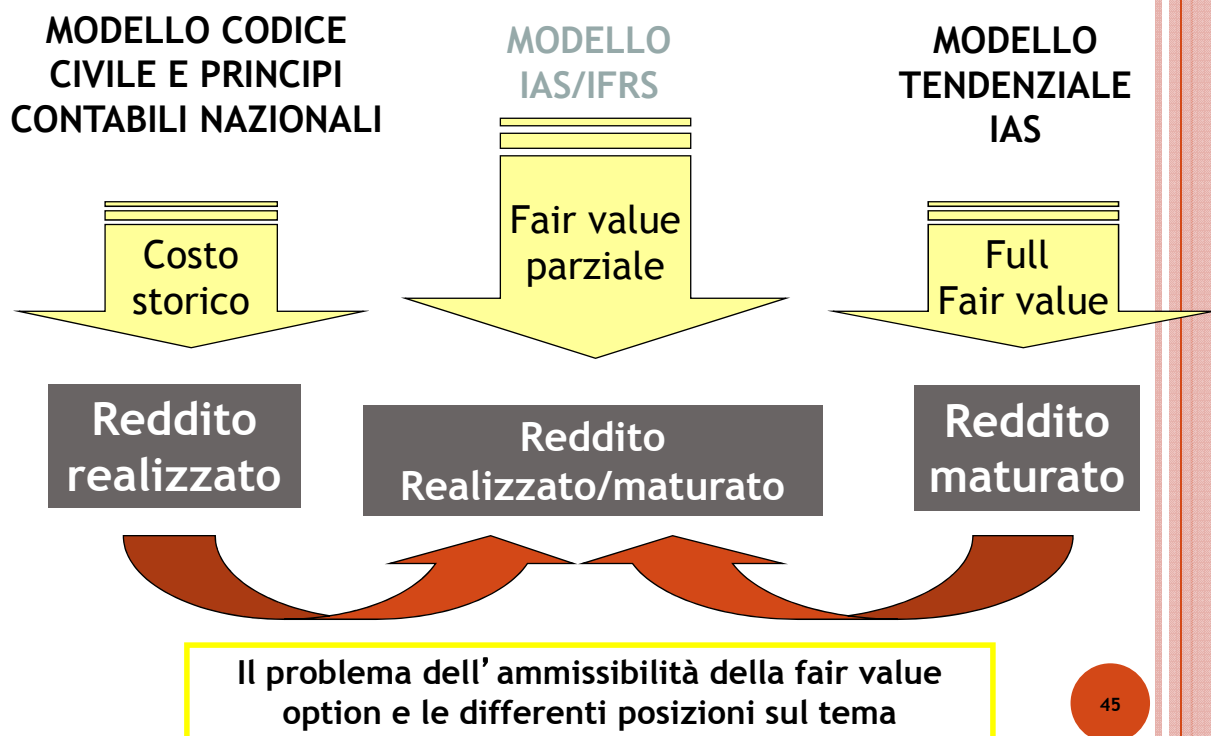 MODELLO CODICE
CIVILE E PRINCIPI
CONTABILI NAZIONALI
MODELLO
IAS/IFRS
MODELLO
TENDENZIALE
IAS
Costo
storico
Fair value
parziale
Full
Fair value
Reddito
realizzato
Reddito
Realizzato/maturato
Reddito
maturato
Il problema dell’ ammissibilità della fair value
option e le differenti posizioni sul tema
45